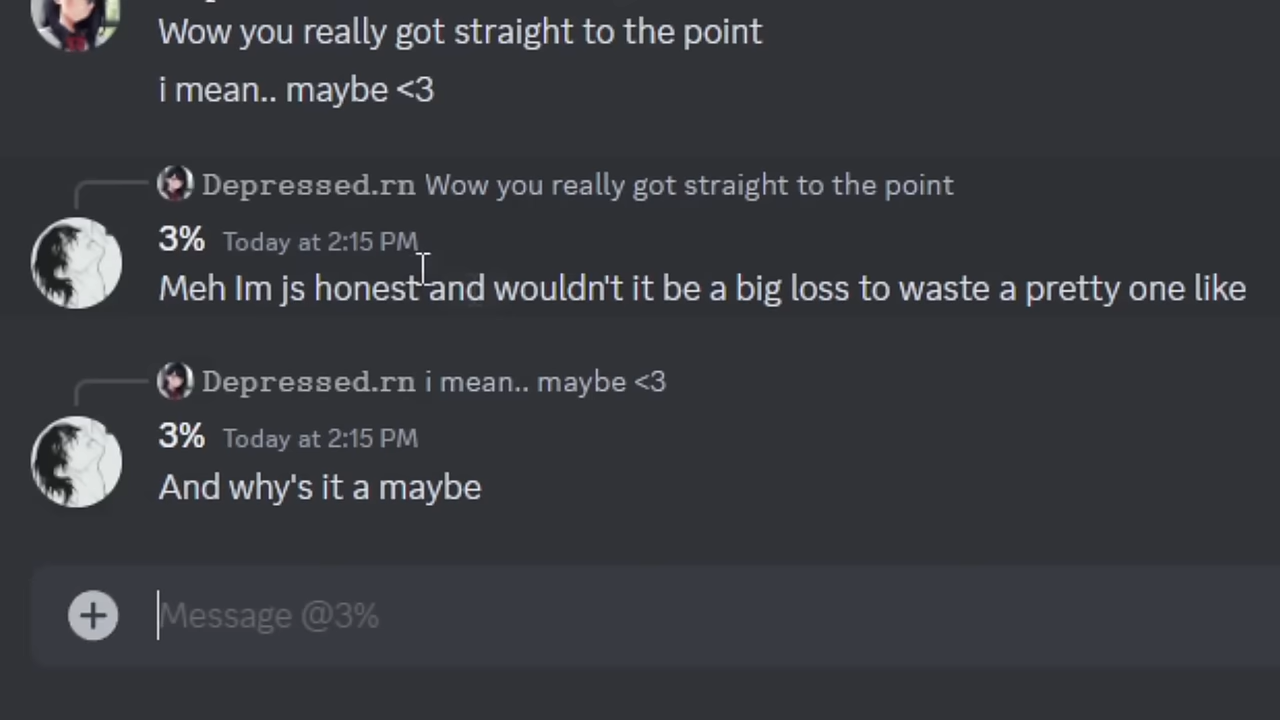 Wow you really got straight to the point
i mean.. maybe <3
Depressed.rn Wow you really got straight to the point
3% Today at 2:15 PM
Meh Im js honest and wouldn't it be a big loss to waste a pretty one like
Depressed.rn i mean.. maybe <3
3% Today at 2:15 PM
And why's it a maybe
Message @3%